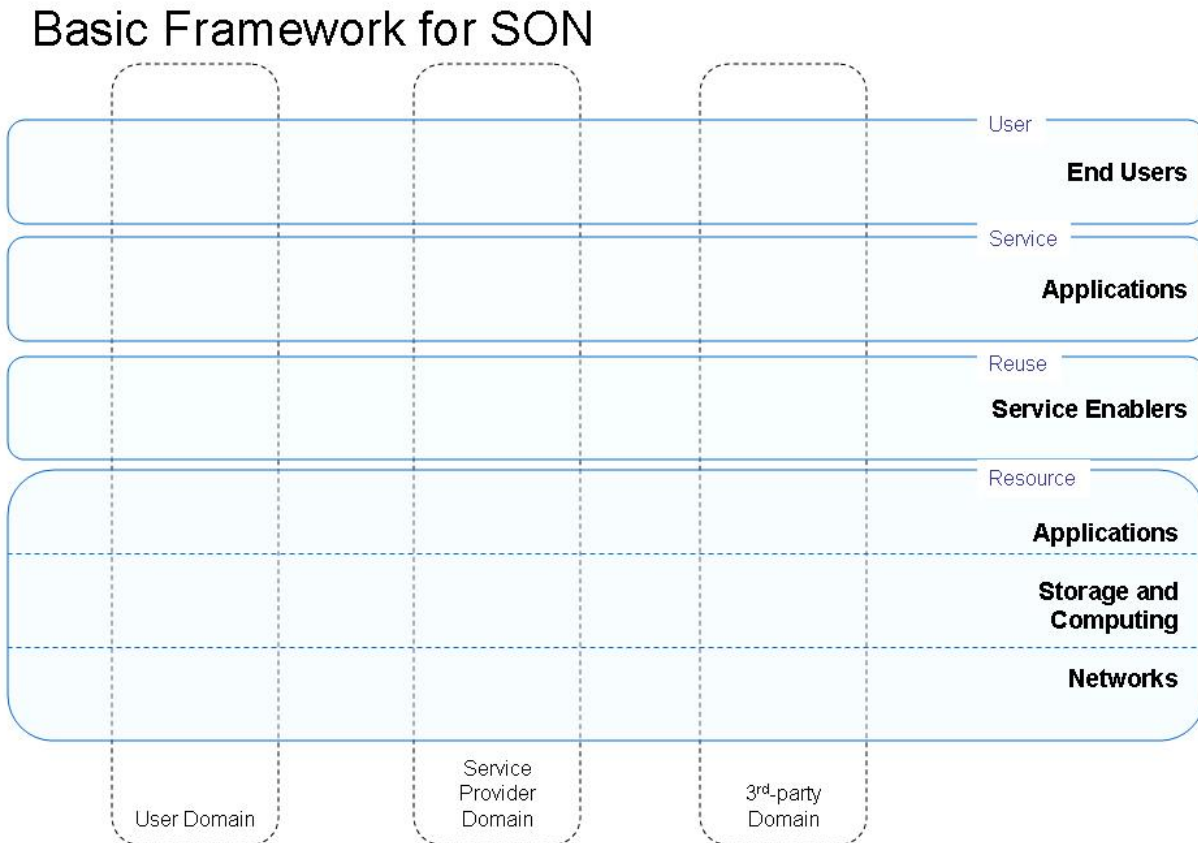 Basic Framework for SON
User
End Users
Service
Applications
Reuse
Service Enablers
Resource
Applications
Storage and
Computing
Networks
User Domain
Service
Provider
Domain
3rd-party
Domain